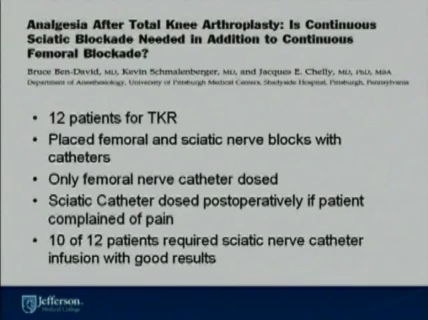 Analgesia After Total Knee Arthroplasty: Is Continuous
Sciatic Blockade Needed in Addition to Continuous
Femoral Blockade?
Bruce Ben-David, MD, Kevin Schmalenberger, MD, and Jacques E. Chelly, MD, PhD, MBA
Department of Anesthesiology, University of Pittsburgh Medical Centers, Shadyside Hospital, Pittsburgh, Pennsylvania
• 12 patients for TKR
• Placed femoral and sciatic nerve blocks with
catheters
• Only femoral nerve catheter dosed
• Sciatic Catheter dosed postoperatively if patient
complained of pain
• 10 of 12 patients required sciatic nerve catheter
infusion with good results
Jefferson
Medical College